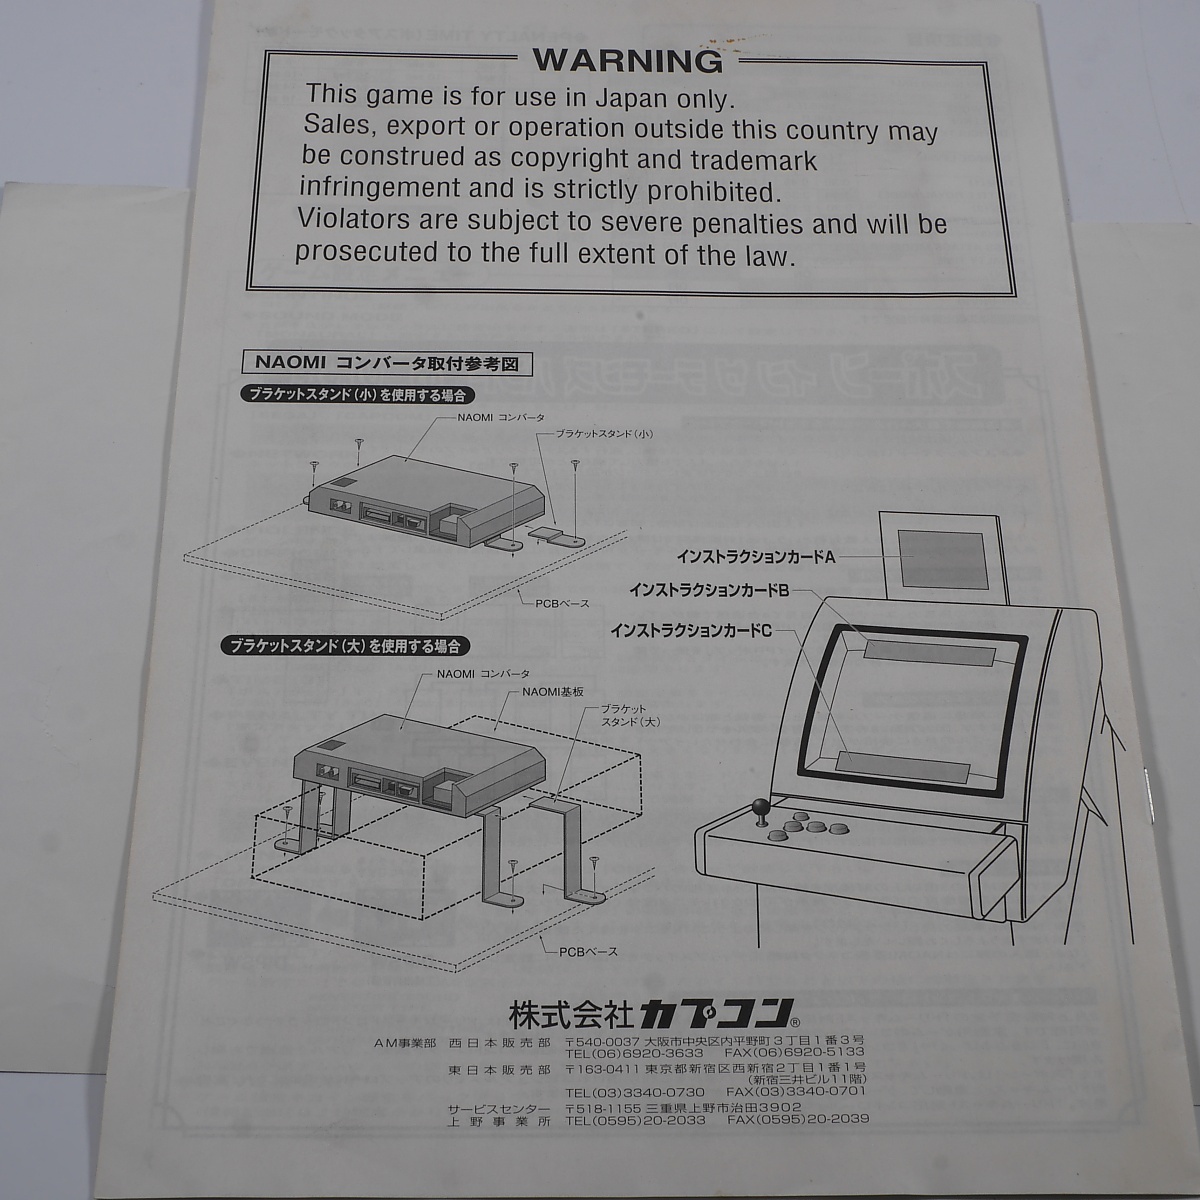 WARNING
This game is for use in Japan only.
Sales, export or operation outside this country may
be construed as copyright and trademark
infringement and is strictly prohibited.
Violators are subject to severe penalties and will be
prosecuted to the full extent of the law.
NAOMI コンバータ取付参考図
ブラケットスタンド(小)を使用する場合
NAOMI コンバータ
ブラケットスタンド(小)
PCBベース
ブラケットスタンド(大)を使用する場合
NAOMI コンバータ
NAOMI基板
ブラケット
スタンド(大)
PCBベース
インストラクションカードA
インストラクションカードB
インストラクションカードC
株式会社 カプコン®
AM事業部 西日本販売部 〒540-0037 大阪市中央区内平野町3丁目1番3号
TEL(06)6920-3633 FAX(06)6920-5133
東日本販売部 〒163-0411 東京都新宿区西新宿2丁目1番1号
(新宿三井ビル11階)
TEL(03)3340-0730 FAX(03)3340-0701
サービスセンター 〒518-1155 三重県上野市治田3902
上野事業所 TEL(0595)20-2033 FAX(0595)20-2039